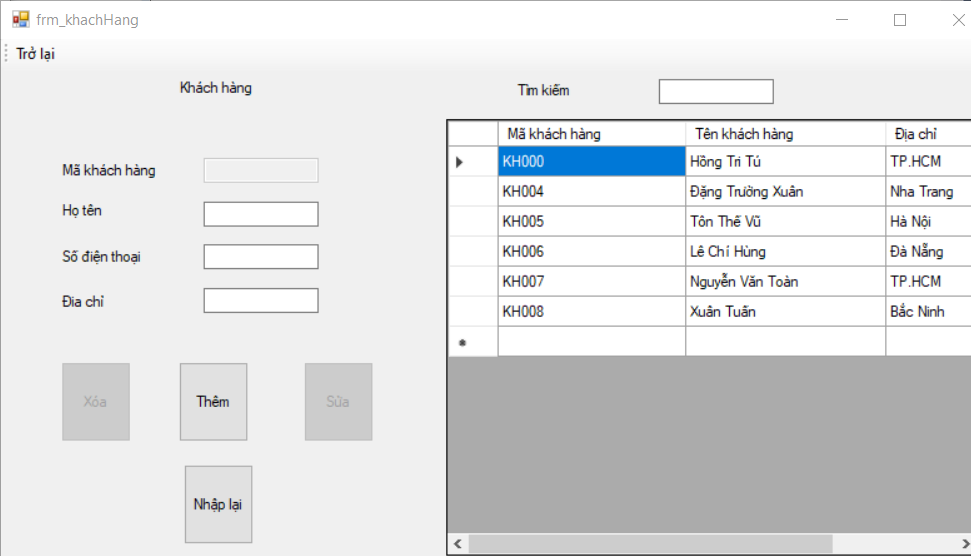 frm_khachHang
Trở lại
Khách hàng
Tìm kiếm
Mã khách hàng
Họ tên
Số điện thoại
Đia chỉ
Xóa
Thêm
Sửa
Nhập lại
Mã khách hàng Tên khách hàng Địa chỉ
KH000 Hồng Tri Tú TP.HCM
KH004 Đặng Trường Xuân Nha Trang
KH005 Tôn Thế Vũ Hà Nội
KH006 Lê Chí Hùng Đà Nẵng
KH007 Nguyễn Văn Toàn TP.HCM
KH008 Xuân Tuấn Bắc Ninh